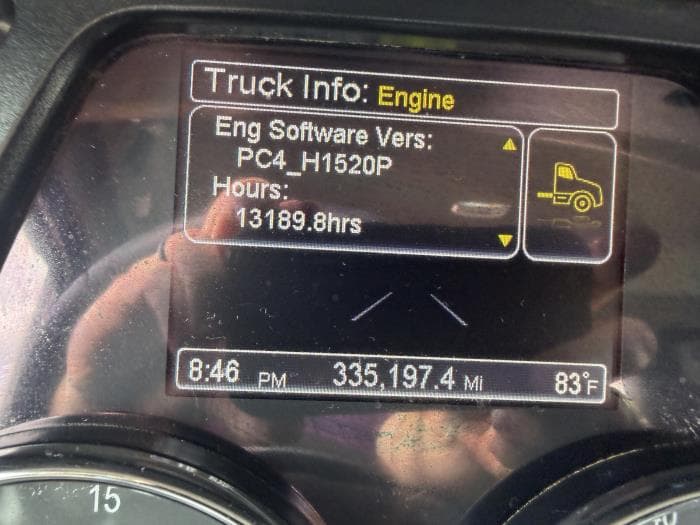 Truck Info: Engine
Eng Software Vers:
PC4_H1520P
Hours:
13189.8hrs
8:46 PM 335,197.4 Mi 83°F
15